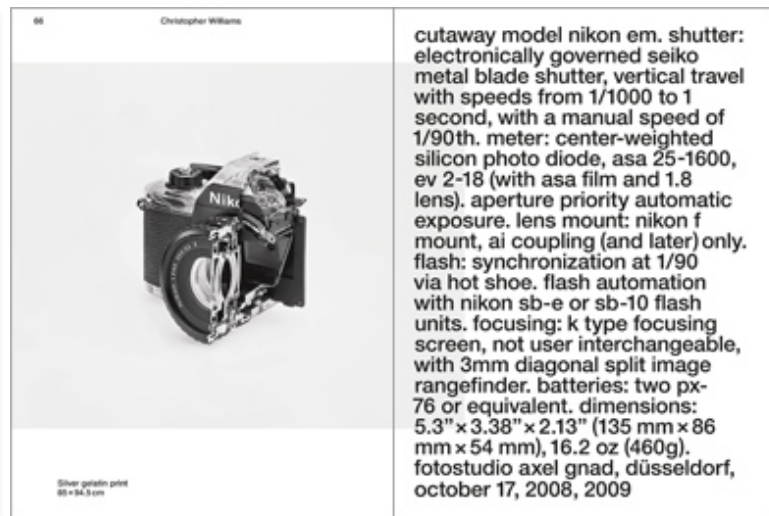 66
Christopher Williams
Nik
Silver gelatin print
cutaway model nikon em. shutter:
electronically governed seiko
metal blade shutter, vertical travel
with speeds from 1/1000 to 1
second, with a manual speed of
1/90th. meter: center-weighted
silicon photo diode, asa 25-1600,
ev 2-18 (with asa film and 1.8
lens). aperture priority automatic
exposure. lens mount: nikon f
mount, ai coupling (and later) only.
flash: synchronization at 1/90
via hot shoe. flash automation
with nikon sb-e or sb-10 flash
units. focusing: k type focusing
screen, not user interchangeable,
with 3mm diagonal split image
rangefinder. batteries: two px-
76 or equivalent. dimensions:
5.3” × 3.38” × 2.13” (135 mm × 86
mm × 54 mm), 16.2 oz (460g).
fotostudio axel gnad, düsseldorf,
october 17, 2008, 2009